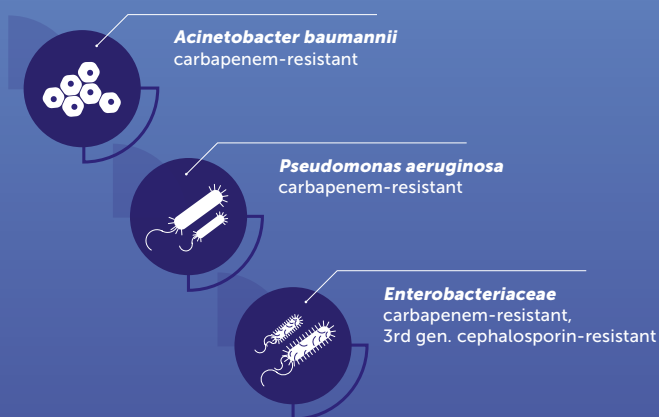 Acinetobacter baumannii
carbapenem-resistant
Pseudomonas aeruginosa
carbapenem-resistant
Enterobacteriaceae
carbapenem-resistant,
3rd gen. cephalosporin-resistant